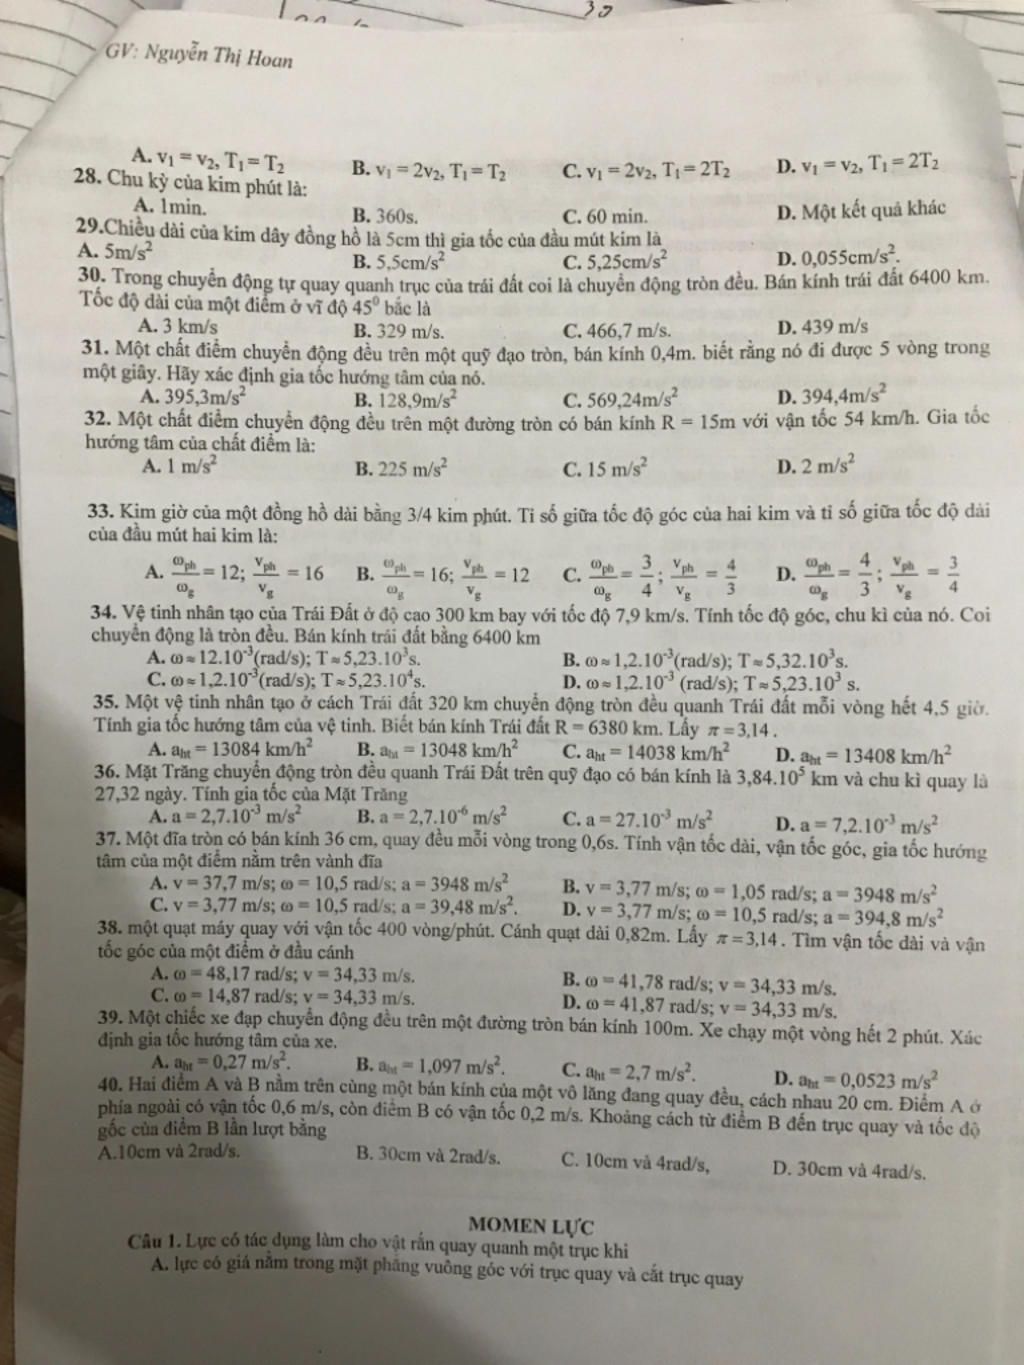 30
GV: Nguyễn Thị Hoan
A. v₁ = v₂, T₁ = T₂ B. v₁ = 2v₂, T₁ = T₂ C. v₁ = 2v₂, T₁ = 2T₂ D. v₁ = v₂, T₁ = 2T₂
28. Chu kỳ của kim phút là:
A. 1min. B. 360s. C. 60 min. D. Một kết quả khác
29.Chiều dài của kim dây đồng hồ là 5cm thì gia tốc của đầu mút kim là
A. 5m/s² B. 5,5cm/s² C. 5,25cm/s² D. 0,055cm/s².
30. Trong chuyển động tự quay quanh trục của trái đất coi là chuyển động tròn đều. Bán kính trái đất 6400 km.
Tốc độ dài của một điểm ở vĩ độ 45⁰ bắc là
A. 3 km/s B. 329 m/s. C. 466,7 m/s. D. 439 m/s
31. Một chất điểm chuyển động đều trên một quỹ đạo tròn, bán kính 0,4m. biết rằng nó đi được 5 vòng trong
một giây. Hãy xác định gia tốc hướng tâm của nó.
A. 395,3m/s² B. 128,9m/s² C. 569,24m/s² D. 394,4m/s²
32. Một chất điểm chuyển động đều trên một đường tròn có bán kính R = 15m với vận tốc 54 km/h. Gia tốc
hướng tâm của chất điểm là:
A. 1 m/s² B. 225 m/s² C. 15 m/s² D. 2 m/s²
33. Kim giờ của một đồng hồ dài bằng 3/4 kim phút. Tỉ số giữa tốc độ góc của hai kim và tỉ số giữa tốc độ dài
của đầu mút hai kim là:
A. ω_ph/ω_g = 12; v_ph/v_g = 16 B. ω_ph/ω_g = 16; v_ph/v_g = 12 C. ω_ph/ω_g = 3/4; v_ph/v_g = 4/3 D. ω_ph/ω_g = 4/3; v_ph/v_g = 3/4
34. Vệ tinh nhân tạo của Trái Đất ở độ cao 300 km bay với tốc độ 7,9 km/s. Tính tốc độ góc, chu kì của nó. Coi
chuyển động là tròn đều. Bán kính trái đất bằng 6400 km
A. ω ≈ 12.10⁻³(rad/s); T ≈ 5,23.10³s. B. ω ≈ 1,2.10⁻³(rad/s); T ≈ 5,32.10³s.
C. ω ≈ 1,2.10⁻³(rad/s); T ≈ 5,23.10⁴s. D. ω ≈ 1,2.10⁻³ (rad/s); T ≈ 5,23.10³ s.
35. Một vệ tinh nhân tạo ở cách Trái đất 320 km chuyển động tròn đều quanh Trái đất mỗi vòng hết 4,5 giờ.
Tính gia tốc hướng tâm của vệ tinh. Biết bán kính Trái đất R = 6380 km. Lấy π = 3,14 .
A. aₕₜ = 13084 km/h² B. aₕₜ = 13048 km/h² C. aₕₜ = 14038 km/h² D. aₕₜ = 13408 km/h²
36. Mặt Trăng chuyển động tròn đều quanh Trái Đất trên quỹ đạo có bán kính là 3,84.10⁵ km và chu kì quay là
27,32 ngày. Tính gia tốc của Mặt Trăng
A. a = 2,7.10⁻³ m/s² B. a = 2,7.10⁻⁶ m/s² C. a = 27.10⁻³ m/s² D. a = 7,2.10⁻³ m/s²
37. Một đĩa tròn có bán kính 36 cm, quay đều mỗi vòng trong 0,6s. Tính vận tốc dài, vận tốc góc, gia tốc hướng
tâm của một điểm nằm trên vành đĩa
A. v = 37,7 m/s; ω = 10,5 rad/s; a = 3948 m/s² B. v = 3,77 m/s; ω = 1,05 rad/s; a = 3948 m/s²
C. v = 3,77 m/s; ω = 10,5 rad/s; a = 39,48 m/s². D. v = 3,77 m/s; ω = 10,5 rad/s; a = 394,8 m/s²
38. một quạt máy quay với vận tốc 400 vòng/phút. Cánh quạt dài 0,82m. Lấy π = 3,14 . Tìm vận tốc dài và vận
tốc góc của một điểm ở đầu cánh
A. ω = 48,17 rad/s; v = 34,33 m/s. B. ω = 41,78 rad/s; v = 34,33 m/s.
C. ω = 14,87 rad/s; v = 34,33 m/s. D. ω = 41,87 rad/s; v = 34,33 m/s.
39. Một chiếc xe đạp chuyển động đều trên một đường tròn bán kính 100m. Xe chạy một vòng hết 2 phút. Xác
định gia tốc hướng tâm của xe.
A. aₕₜ = 0,27 m/s². B. aₕₜ = 1,097 m/s². C. aₕₜ = 2,7 m/s². D. aₕₜ = 0,0523 m/s²
40. Hai điểm A và B nằm trên cùng một bán kính của một vô lăng đang quay đều, cách nhau 20 cm. Điểm A ở
phía ngoài có vận tốc 0,6 m/s, còn điểm B có vận tốc 0,2 m/s. Khoảng cách từ điểm B đến trục quay và tốc độ
gốc của điểm B lần lượt bằng
A.10cm và 2rad/s. B. 30cm và 2rad/s. C. 10cm và 4rad/s, D. 30cm và 4rad/s.
MOMEN LỰC
Câu 1. Lực có tác dụng làm cho vật rắn quay quanh một trục khi
A. lực có giá nằm trong mặt phẳng vuông góc với trục quay và cắt trục quay